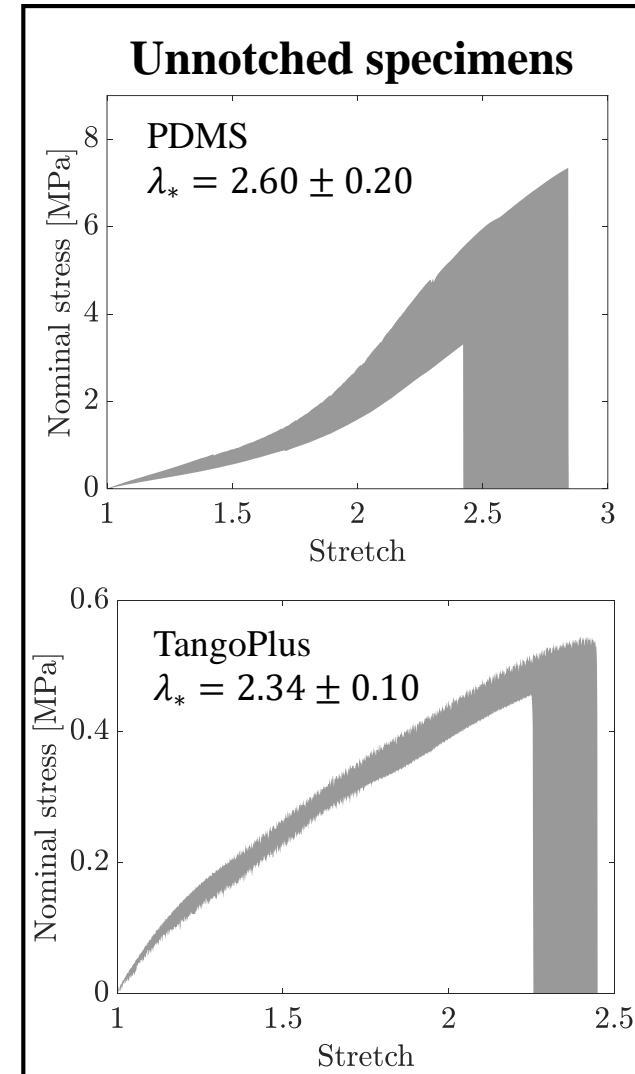 Unnotched specimens
PDMS
λ* = 2.60 ± 0.20
Nominal stress [MPa]
8
6
4
2
0
1 1.5 2 2.5 3
Stretch
TangoPlus
λ* = 2.34 ± 0.10
Nominal stress [MPa]
0.6
0.4
0.2
0
1 1.5 2 2.5
Stretch